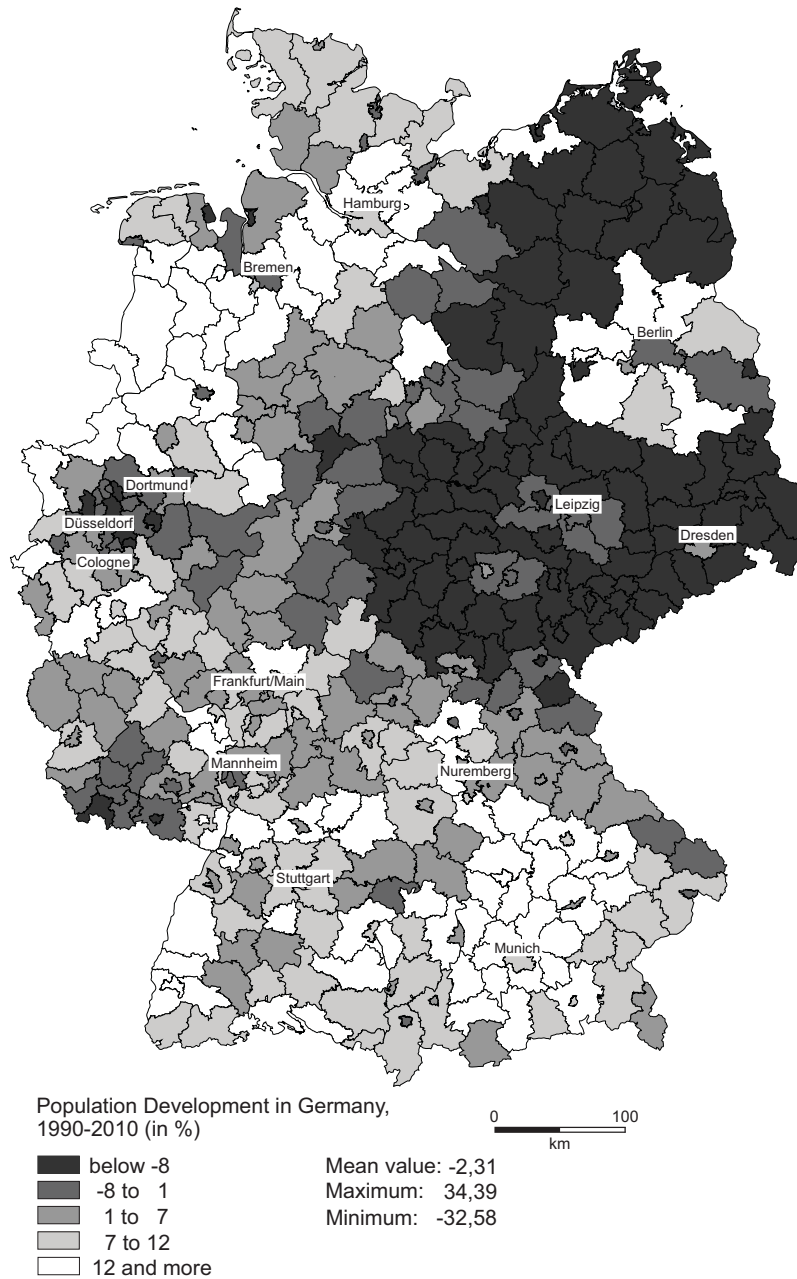 Hamburg
Bremen
Berlin
Dortmund
Leipzig
Düsseldorf
Dresden
Cologne
Frankfurt/Main
Mannheim
Nuremberg
Stuttgart
Munich
Population Development in Germany,
1990-2010 (in %)
0 100
km
below -8
-8 to 1
1 to 7
7 to 12
12 and more
Mean value: -2,31
Maximum: 34,39
Minimum: -32,58